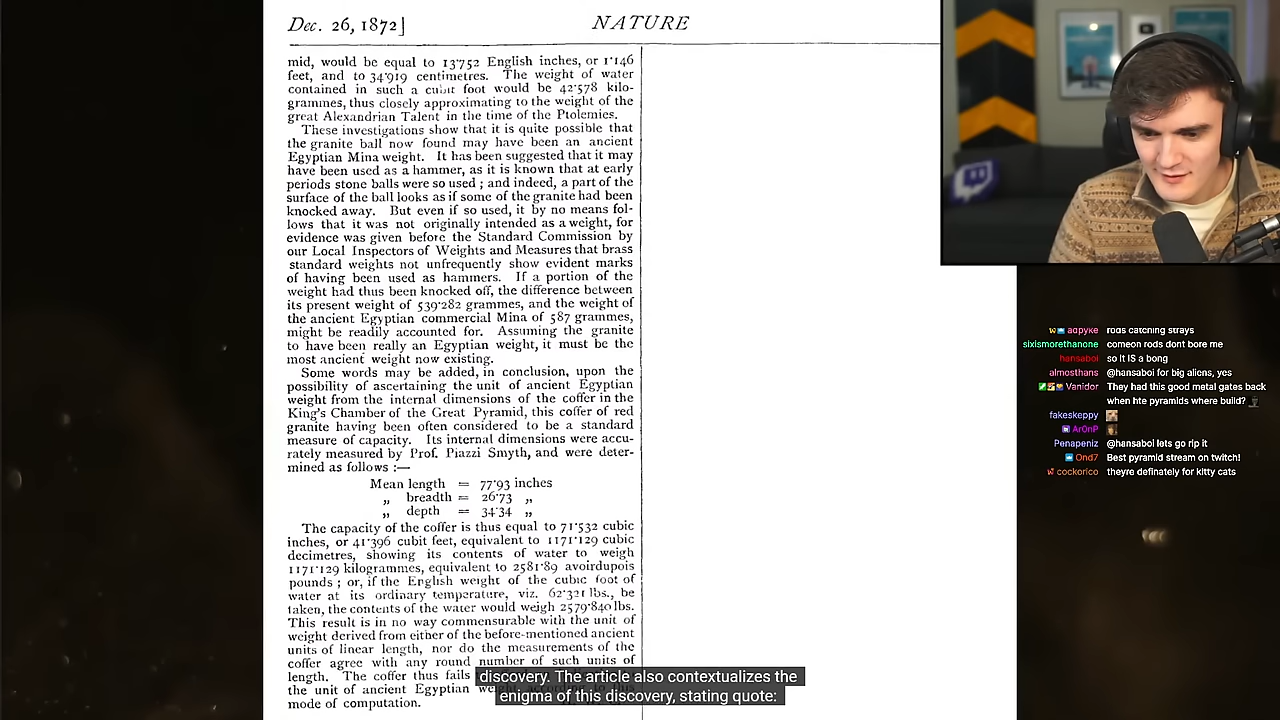 Dec. 26, 1872]
NATURE
mid, would be equal to 13·752 English inches, or 1·146
feet, and to 34·919 centimetres. The weight of water
contained in such a cubit foot would be 42·578 kilo-
grammes, thus closely approximating to the weight of the
great Alexandrian Talent in the time of the Ptolemies.
These investigations show that it is quite possible that
the granite ball now found may have been an ancient
Egyptian Mina weight. It has been suggested that it may
have been used as a hammer, as it is known that at early
periods stone balls were so used ; and indeed, a part of the
surface of the ball looks as if some of the granite had been
knocked away. But even if so used, it by no means fol-
lows that it was not originally intended as a weight, for
evidence was given before the Standard Commission by
our Local Inspectors of Weights and Measures that brass
standard weights not unfrequently show evident marks
of having been used as hammers. If a portion of the
weight had thus been knocked off, the difference between
its present weight of 539·282 grammes, and the weight of
the ancient Egyptian commercial Mina of 587 grammes,
might be readily accounted for. Assuming the granite
to have been really an Egyptian weight, it must be the
most ancient weight now existing.
Some words may be added, in conclusion, upon the
possibility of ascertaining the unit of ancient Egyptian
weight from the internal dimensions of the coffer in the
King's Chamber of the Great Pyramid, this coffer of red
granite having been often considered to be a standard
measure of capacity. Its internal dimensions were accu-
rately measured by Prof. Piazzi Smyth, and were deter-
mined as follows :—
Mean length = 77·93 inches
„ breadth = 26·73 „
„ depth = 34·34 „
The capacity of the coffer is thus equal to 71·532 cubic
inches, or 41·396 cubit feet, equivalent to 1171·129 cubic
decimetres, showing its contents of water to weigh
1171·129 kilogrammes, equivalent to 2581·89 avoirdupois
pounds ; or, if the English weight of the cubic foot of
water at its ordinary temperature, viz. 62·321 lbs., be
taken, the contents of the water would weigh 2579·840 lbs.
This result is in no way commensurable with the unit of
weight derived from either of the before-mentioned ancient
units of linear length, nor do the measurements of the
coffer agree with any round number of such units of
length. The coffer thus fails
the unit of ancient Egyptian
mode of computation.
discovery. The article also contextualizes the
enigma of this discovery, stating quote:
adpyke rods catching strays
sixismorethanone comeon rods dont bore me
hansaboi so it IS a bong
almosthans @hansaboi for big aliens, yes
Vanidor They had this good metal gates back
when hte pyramids where build?
fakeskeppy
ArOnP
Penapeniz @hansaboi lets go rip it
Ond7 Best pyramid stream on twitch!
cockorico theyre definately for kitty cats